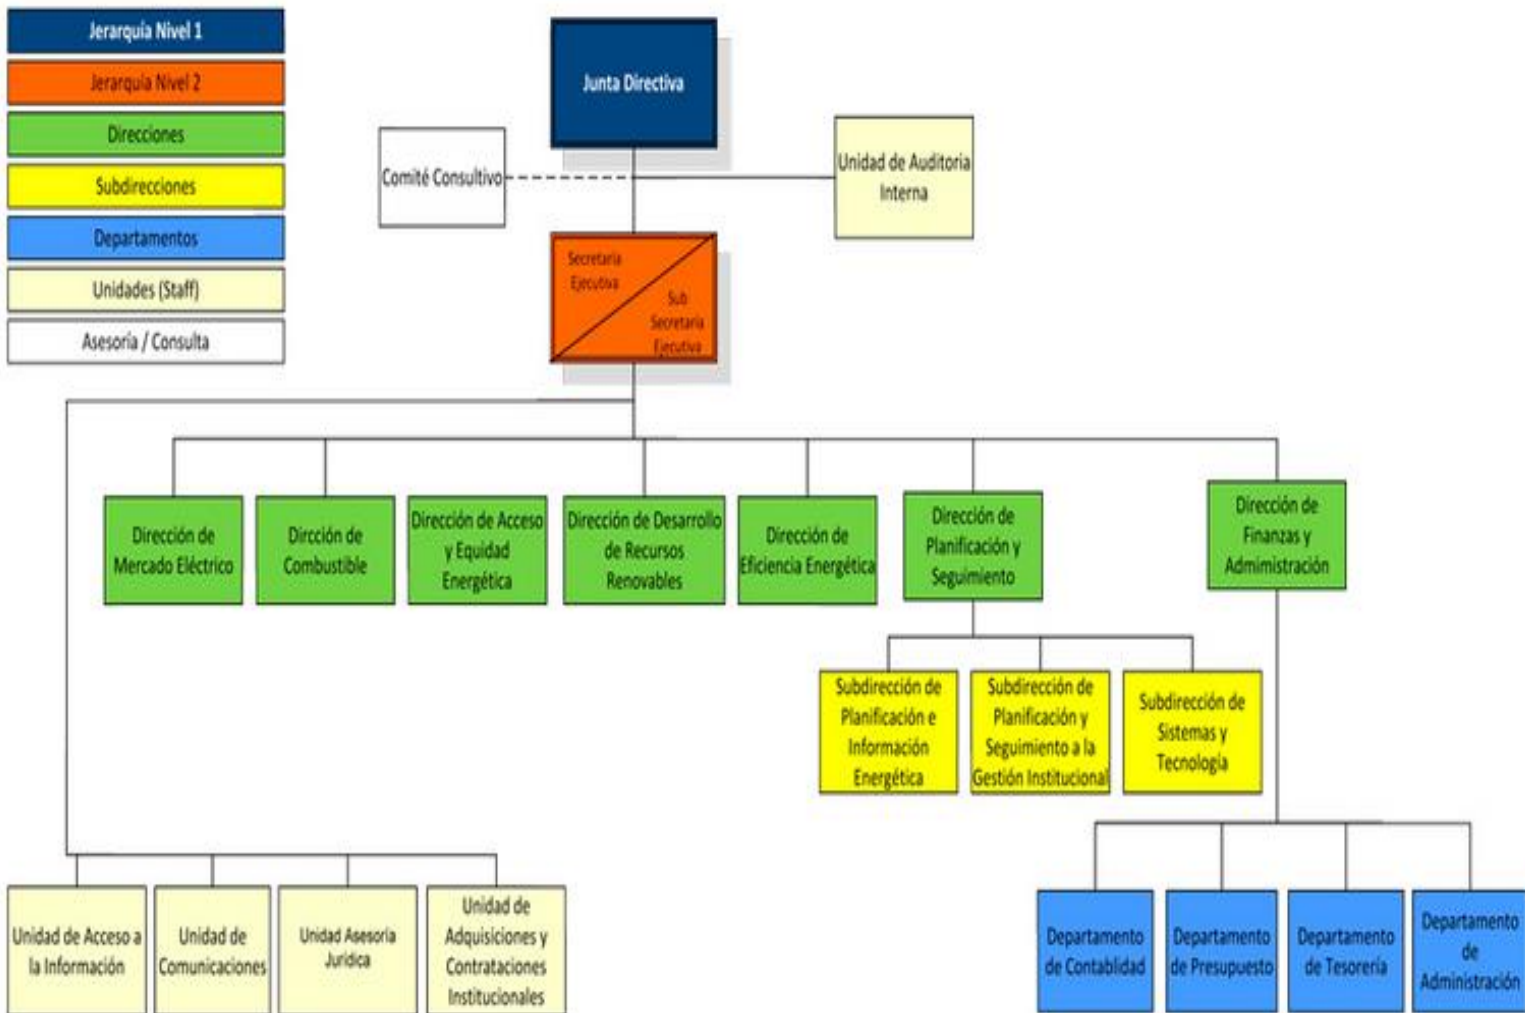 Jerarquía Nivel 1
Jerarquía Nivel 2
Direcciones
Subdirecciones
Departamentos
Unidades (Staff)
Asesoría / Consulta
Junta Directiva
Comité Consultivo
Unidad de Auditoria
Interna
Secretaria
Ejecutiva
Sub
Secretaria
Ejecutiva
Dirección de
Mercado Eléctrico
Dircción de
Combustible
Dirección de Acceso
y Equidad
Energética
Dirección de Desarrollo
de Recursos
Renovables
Dirección de
Eficiencia Energética
Dirección de
Planificación y
Seguimiento
Dirección de
Finanzas y
Admimistración
Subdirección de
Planificación e
Información
Energética
Subdirección de
Planificación y
Seguimiento a la
Gestión Institucional
Subdirección de
Sistemas y
Tecnología
Unidad de Acceso a
la Información
Unidad de
Comunicaciones
Unidad Asesoría
Jurídica
Unidad de
Adquisiciones y
Contrataciones
Institucionales
Departamento
de Contablidad
Departamento
de Presupuesto
Departamento
de Tesorería
Departamento
de
Administración